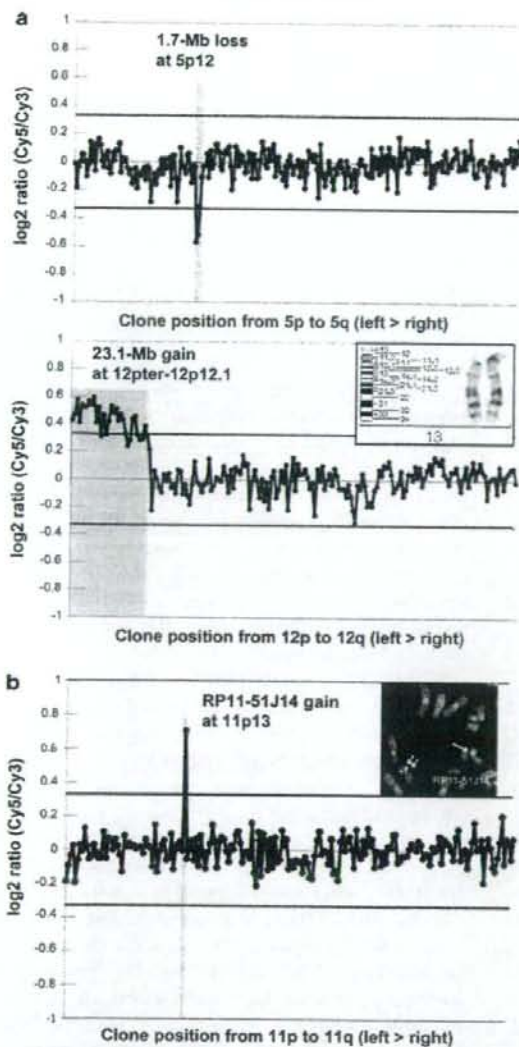 a
1.7-Mb loss
at 5p12
log2 ratio (Cy5/Cy3)
1
0.8
0.6
0.4
0.2
0
-0.2
-0.4
-0.6
-0.8
-1
Clone position from 5p to 5q (left > right)
23.1-Mb gain
at 12pter-12p12.1
log2 ratio (Cy5/Cy3)
1
0.8
0.6
0.4
0.2
0
-0.2
-0.4
-0.6
-0.8
-1
13
Clone position from 12p to 12q (left > right)
b
RP11-51J14 gain
at 11p13
log2 ratio (Cy5/Cy3)
1
0.8
0.6
0.4
0.2
0
-0.2
-0.4
-0.6
-0.8
-1
RP11-51J14
Clone position from 11p to 11q (left > right)